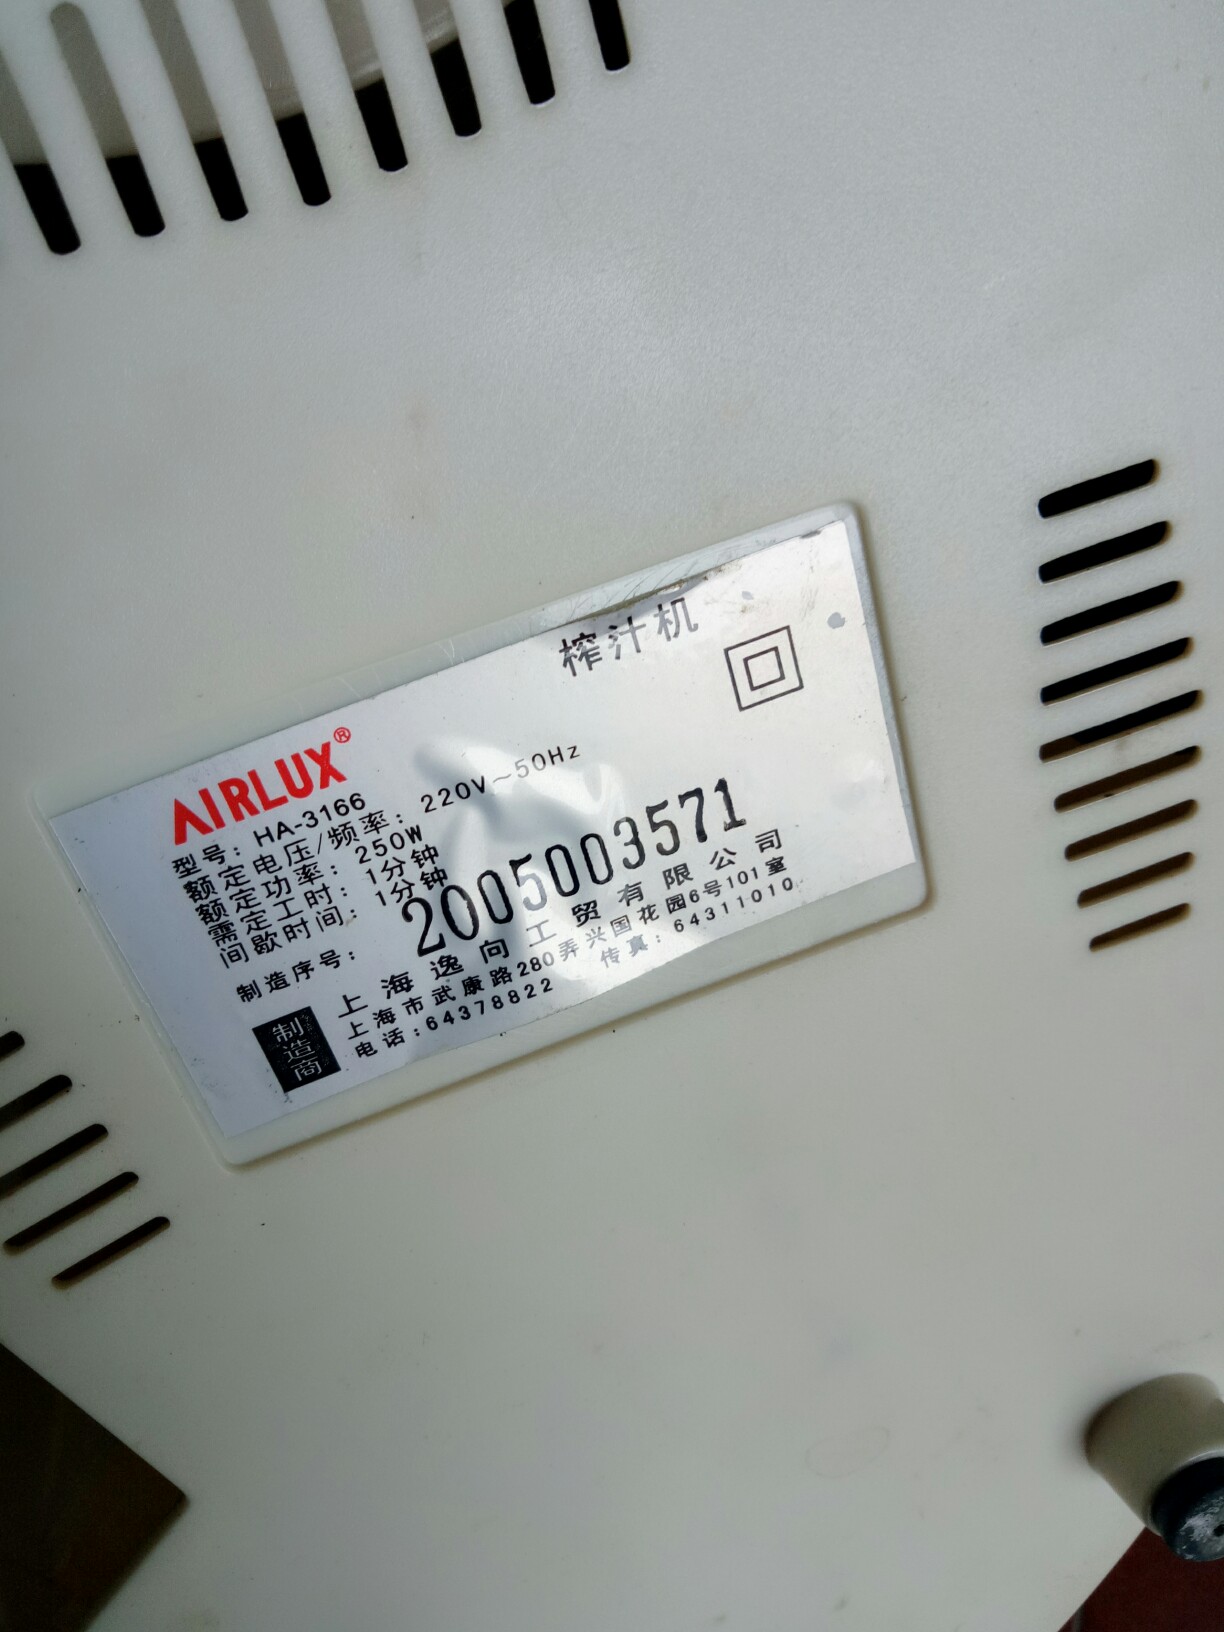 榨汁机
AIRLUX®
型号：HA-3166
额定电压/频率：220V～50Hz
额定功率：250W
需定工时：1分钟
间歇时间：1分钟
制造序号：2005003571
制造商
上海逸向工贸有限公司
上海市武康路280弄兴国花园6号101室
电话：64378822 传真：64311010